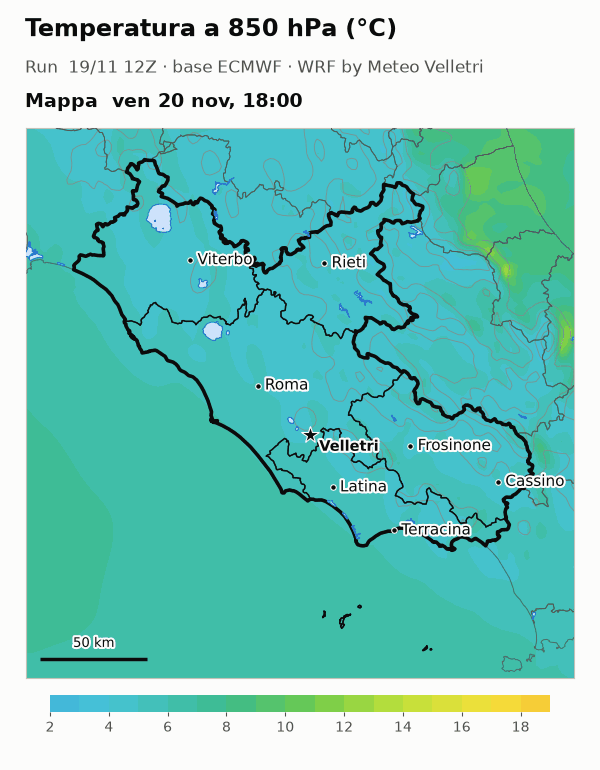 Temperatura a 850 hPa (°C)
Run  19/11 12Z · base ECMWF · WRF by Meteo Velletri
Mappa  ven 20 nov, 18:00
Viterbo
Rieti
Roma
Velletri
Frosinone
Latina
Cassino
Terracina
50 km
2 4 6 8 10 12 14 16 18